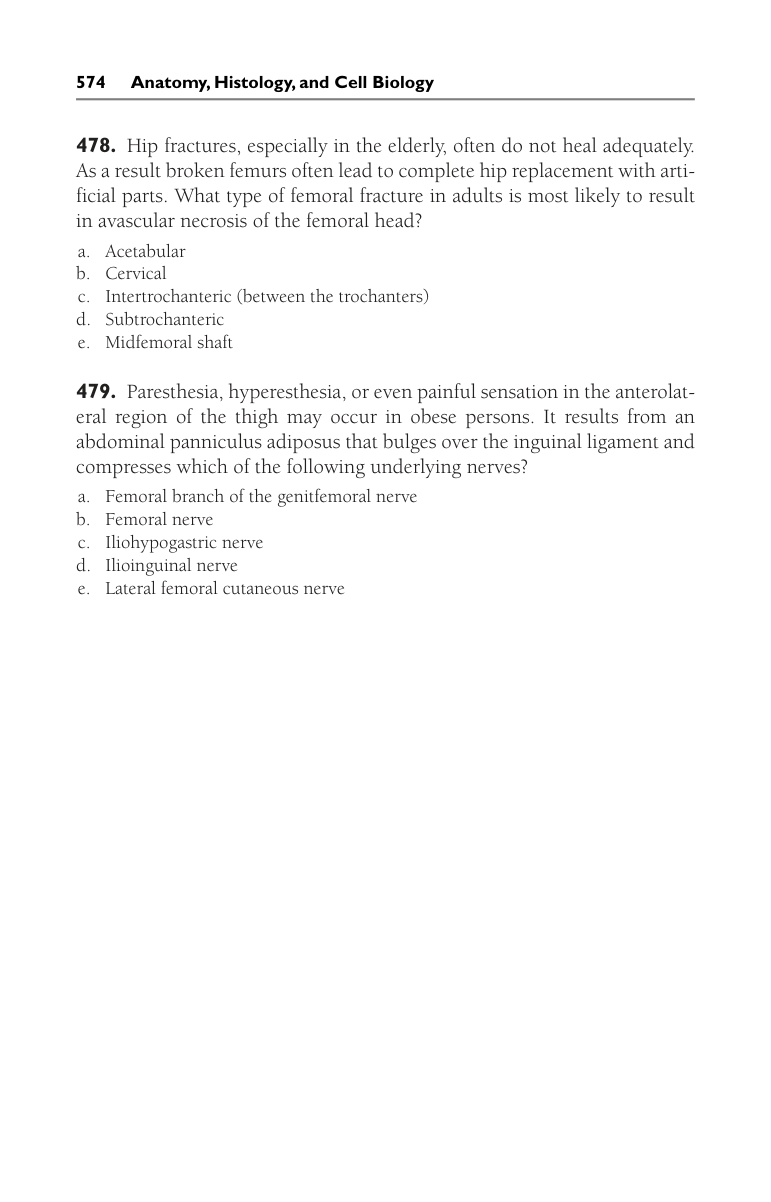 574 Anatomy, Histology, and Cell Biology
478. Hip fractures, especially in the elderly, often do not heal adequately.
As a result broken femurs often lead to complete hip replacement with arti-
ficial parts. What type of femoral fracture in adults is most likely to result
in avascular necrosis of the femoral head?
a. Acetabular
b. Cervical
c. Intertrochanteric (between the trochanters)
d. Subtrochanteric
e. Midfemoral shaft
479. Paresthesia, hyperesthesia, or even painful sensation in the anterolat-
eral region of the thigh may occur in obese persons. It results from an
abdominal panniculus adiposus that bulges over the inguinal ligament and
compresses which of the following underlying nerves?
a. Femoral branch of the genitfemoral nerve
b. Femoral nerve
c. Iliohypogastric nerve
d. Ilioinguinal nerve
e. Lateral femoral cutaneous nerve